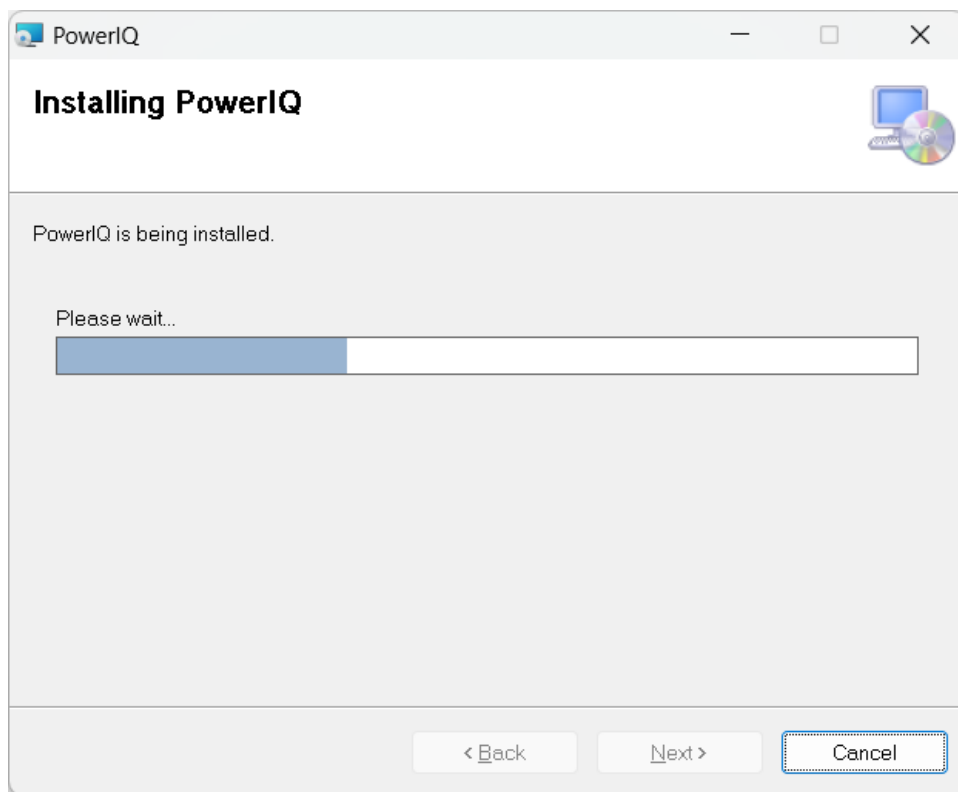 PowerIQ
Installing PowerIQ
PowerIQ is being installed.
Please wait...
< Back
Next >
Cancel